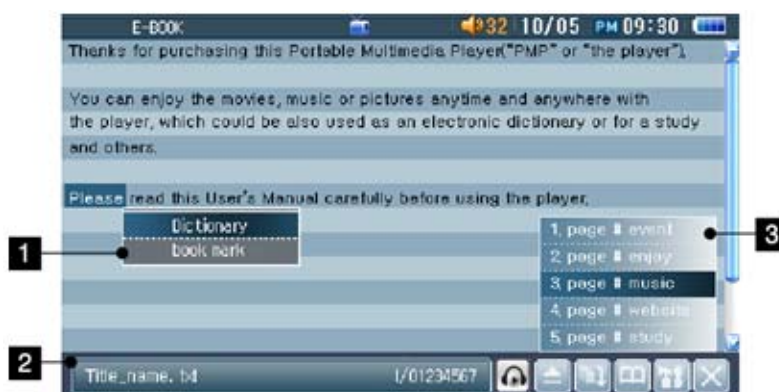 E-BOOK 32 10/05 PM 09:30
Thanks for purchasing this Portable Multimedia Player("PMP" or "the player"),
You can enjoy the movies, music or pictures anytime and anywhere with
the player, which could be also used as an electronic dictionary or for a study
and others.
Please read this User's Manual carefully before using the player,
Dictionary
book mark
1
1, page # event
2, page # enjoy
3, page # music
4, page # website
5, page # study
3
2
Title_name. txt 1/01234567